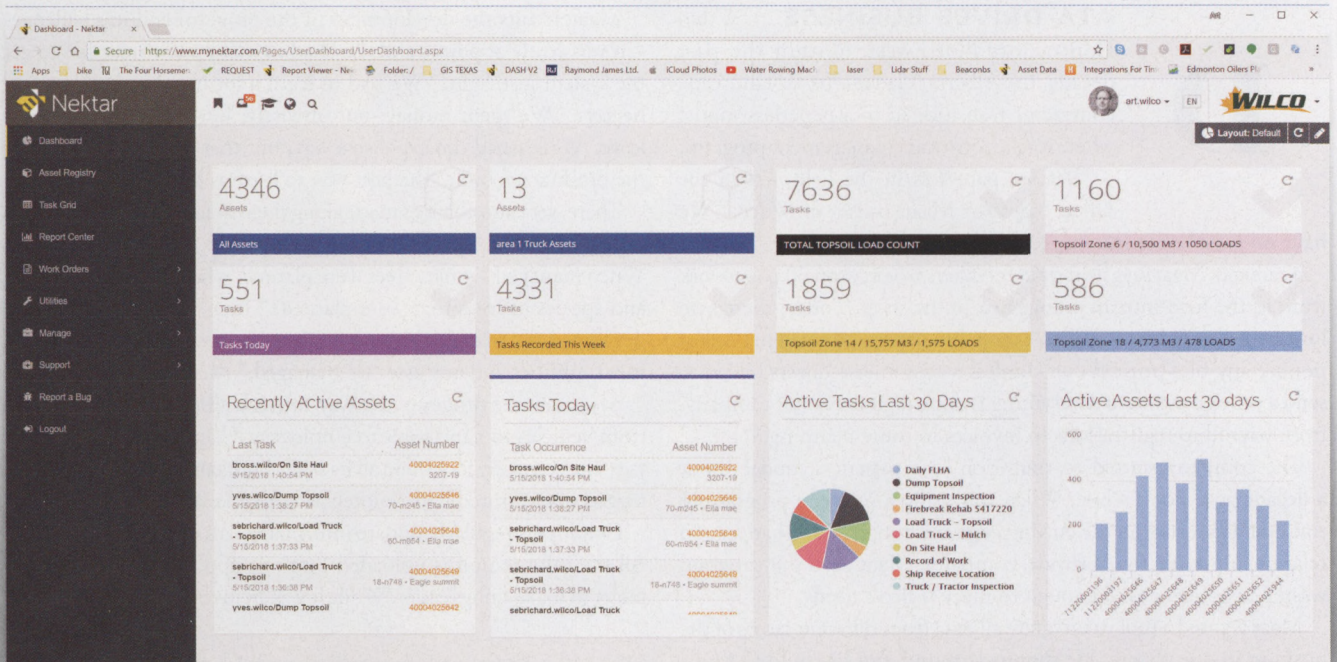 Dashboard - Nektar
Secure https://www.mynektar.com/Pages/UserDashboard/UserDashboard.aspx
Apps bike The Four Horsemen REQUEST Report Viewer - Nek Folder: / GIS TEXAS DASH V2 RJ Raymond James Ltd. iCloud Photos Water Rowing Mach laser Lidar Stuff Beaconbs Asset Data Integrations For Tim Edmonton Oilers Pl
Nektar
art.wilco EN WILCO
Layout: Default
Dashboard
Asset Registry
Task Grid
Report Center
Work Orders
Utilities
Manage
Support
Report a Bug
Logout
4346
Assets
All Assets
13
Assets
area 1 Truck Assets
7636
Tasks
TOTAL TOPSOIL LOAD COUNT
1160
Tasks
Topsoil Zone 6 / 10,500 M3 / 1050 LOADS
551
Tasks
Tasks Today
4331
Tasks
Tasks Recorded This Week
1859
Tasks
Topsoil Zone 14 / 15,757 M3 / 1,575 LOADS
586
Tasks
Topsoil Zone 18 / 4,773 M3 / 478 LOADS
Recently Active Assets
Last Task Asset Number
bross.wilco/On Site Haul 40004025922
5/15/2018 1:40:54 PM 3207-19
yves.wilco/Dump Topsoil 40004025646
5/15/2018 1:38:27 PM 70-m245 • Ella mae
sebrichard.wilco/Load Truck 40004025648
- Topsoil 60-m854 • Ella mae
5/15/2018 1:37:33 PM
sebrichard.wilco/Load Truck 40004025649
- Topsoil 18-n748 • Eagle summit
5/15/2018 1:36:38 PM
yves.wilco/Dump Topsoil 40004025642
Tasks Today
Task Occurrence Asset Number
bross.wilco/On Site Haul 40004025922
5/15/2018 1:40:54 PM 3207-19
yves.wilco/Dump Topsoil 40004025646
5/15/2018 1:38:27 PM 70-m245 • Ella mae
sebrichard.wilco/Load Truck 40004025648
- Topsoil 60-m854 • Ella mae
5/15/2018 1:37:33 PM
sebrichard.wilco/Load Truck 40004025649
- Topsoil 18-n748 • Eagle summit
5/15/2018 1:36:38 PM
sebrichard.wilco/Load Truck
Active Tasks Last 30 Days
Daily FLHA
Dump Topsoil
Equipment Inspection
Firebreak Rehab S417220
Load Truck – Topsoil
Load Truck – Mulch
On Site Haul
Record of Work
Ship Receive Location
Truck / Tractor Inspection
Active Assets Last 30 days
600
400
200
0
11220003197
40004025646
40004025647
40004025648
40004025649
40004025650
40004025651
40004025652
40004025944